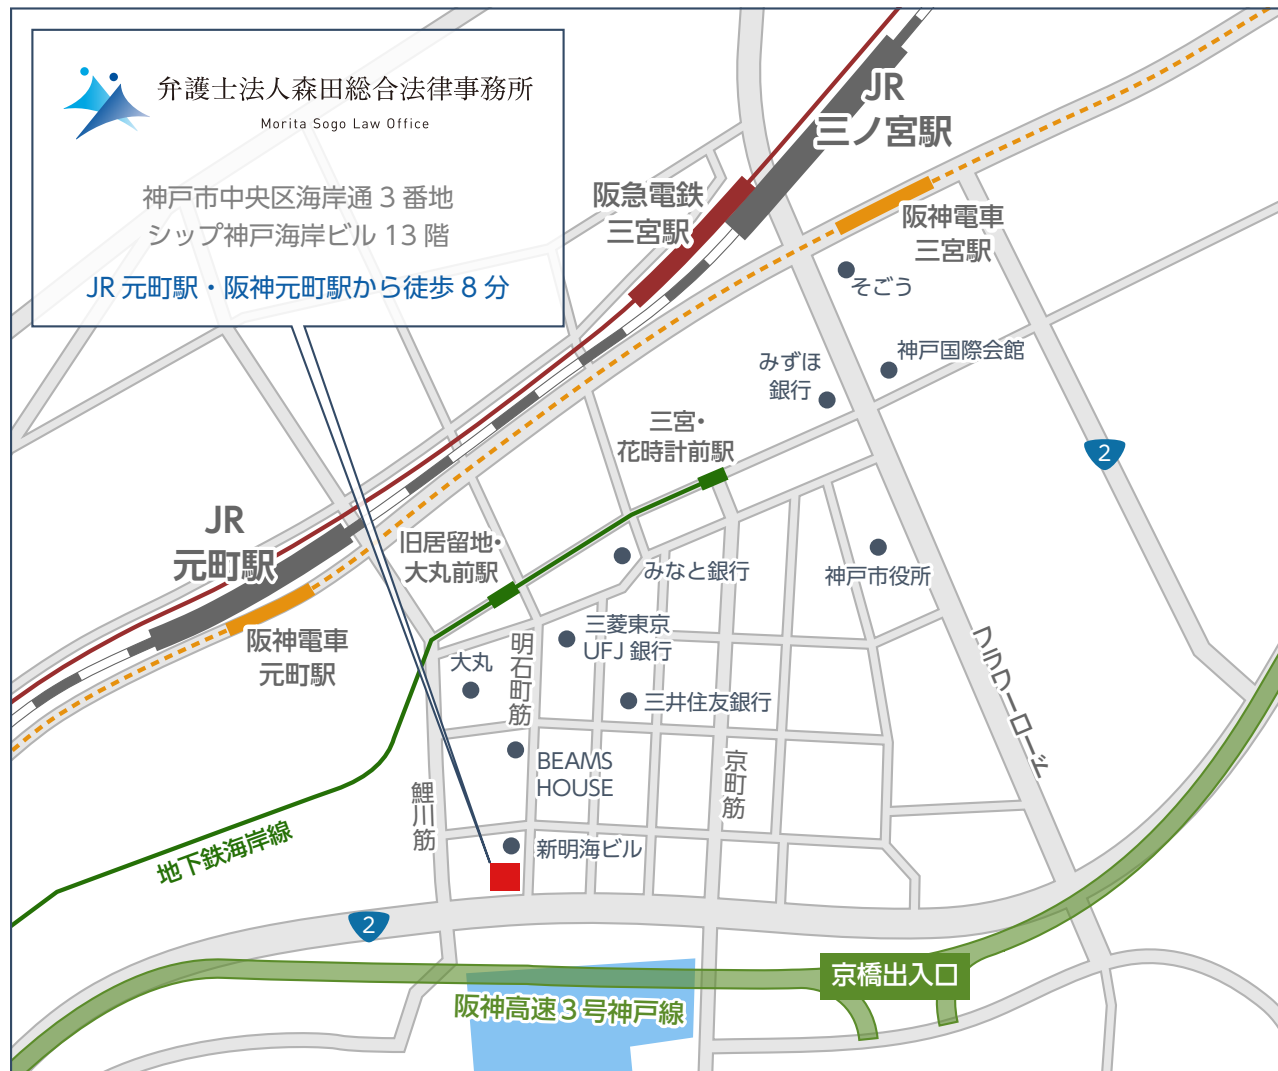 弁護士法人森田総合法律事務所
Morita Sogo Law Office
神戸市中央区海岸通 3 番地
シップ神戸海岸ビル 13 階
JR 元町駅・阪神元町駅から徒歩 8 分
JR
三ノ宮駅
阪急電鉄
三宮駅
阪神電車
三宮駅
そごう
神戸国際会館
みずほ
銀行
三宮・
花時計前駅
2
JR
元町駅
旧居留地・
大丸前駅
みなと銀行
神戸市役所
阪神電車
元町駅
三菱東京
UFJ 銀行
明石町筋
大丸
三井住友銀行
フラワーロード
BEAMS
HOUSE
京町筋
鯉川筋
新明海ビル
地下鉄海岸線
2
京橋出入口
阪神高速３号神戸線